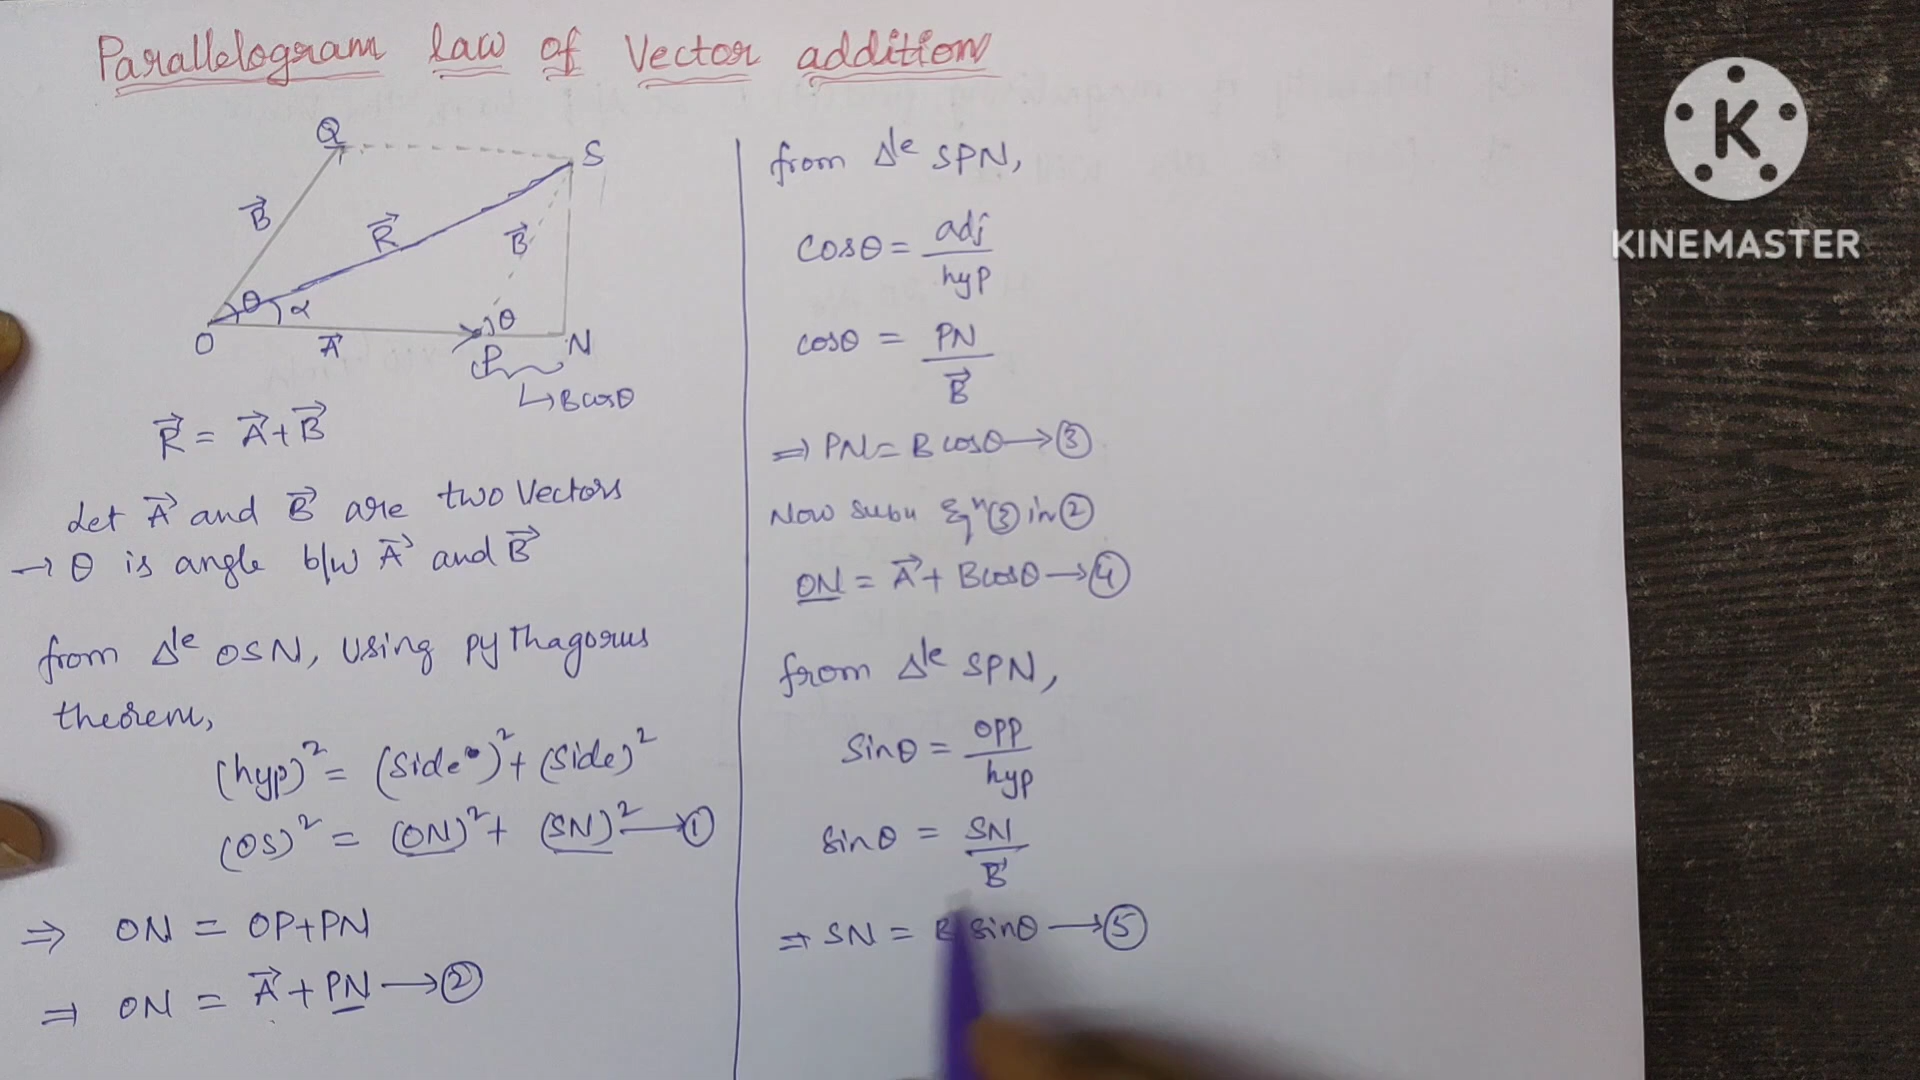 Parallelogram law of Vector addition
Q
S
B⃗
R⃗
B⃗
θ
α
θ
O
A⃗
P
N
↳ B cosθ
R⃗ = A⃗ + B⃗
Let A⃗ and B⃗ are two Vectors
→ θ is angle b/w A⃗ and B⃗
from Δle OSN, using pythagorus
theorem,
(hyp)² = (side)² + (side)²
(OS)² = (ON)² + (SN)² → ①
⇒ ON = OP+PN
⇒ ON = A⃗ + PN → ②
from Δle SPN,
Cosθ = adj/hyp
cosθ = PN/B⃗
⇒ PN = B cosθ → ③
Now subu Eqn ③ in ②
ON = A⃗ + B cosθ → ④
from Δle SPN,
Sinθ = opp/hyp
sinθ = SN/B⃗
⇒ SN = B sinθ → ⑤
K
KINEMASTER